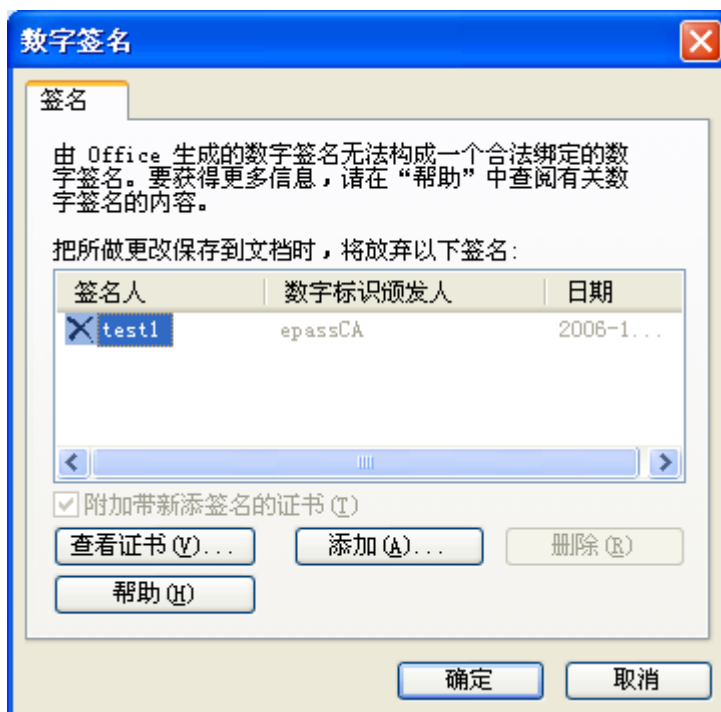 数字签名
签名
由 Office 生成的数字签名无法构成一个合法绑定的数
字签名。要获得更多信息，请在“帮助”中查阅有关数
字签名的内容。
把所做更改保存到文档时，将放弃以下签名：
签名人 数字标识颁发人 日期
test1 epassCA 2006-1...
附加带新添签名的证书(T)
查看证书(V)... 添加(A)... 删除(R)
帮助(H)
确定 取消